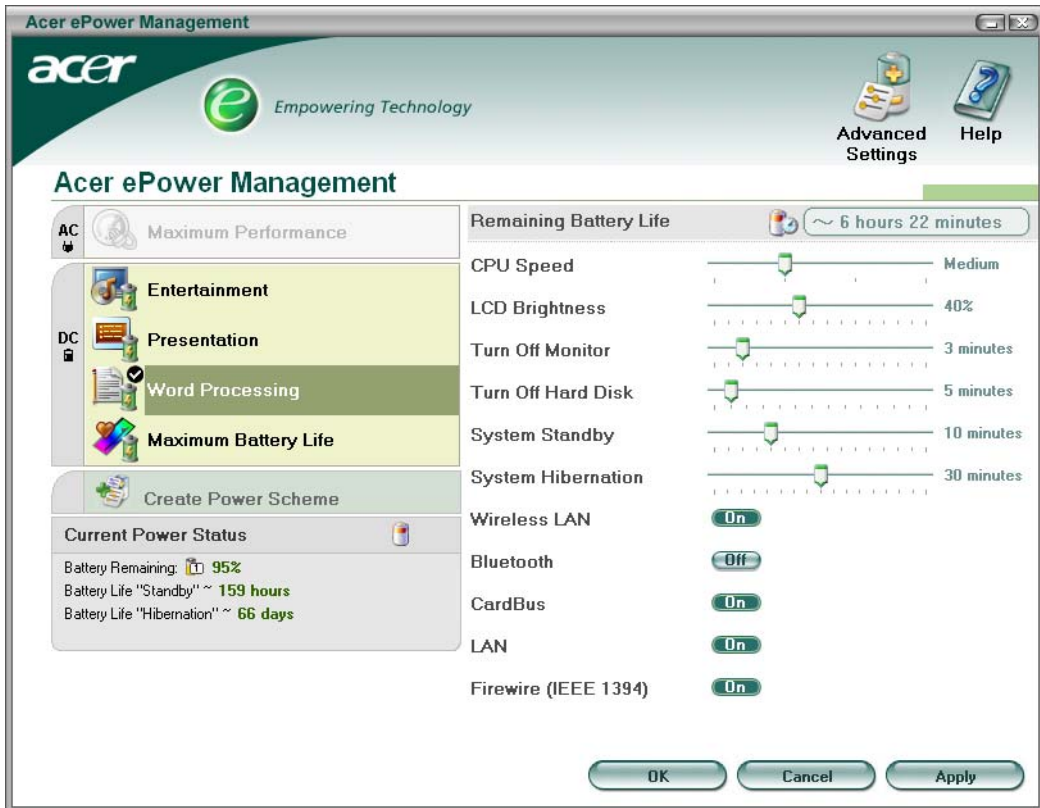 Acer ePower Management
acer
e Empowering Technology
Advanced Settings
Help
Acer ePower Management
AC
Maximum Performance
DC
Entertainment
Presentation
Word Processing
Maximum Battery Life
Create Power Scheme
Current Power Status
Battery Remaining: 1 95%
Battery Life "Standby" ~ 159 hours
Battery Life "Hibernation" ~ 66 days
Remaining Battery Life ~ 6 hours 22 minutes
CPU Speed Medium
LCD Brightness 40%
Turn Off Monitor 3 minutes
Turn Off Hard Disk 5 minutes
System Standby 10 minutes
System Hibernation 30 minutes
Wireless LAN On
Bluetooth Off
CardBus On
LAN On
Firewire (IEEE 1394) On
OK Cancel Apply